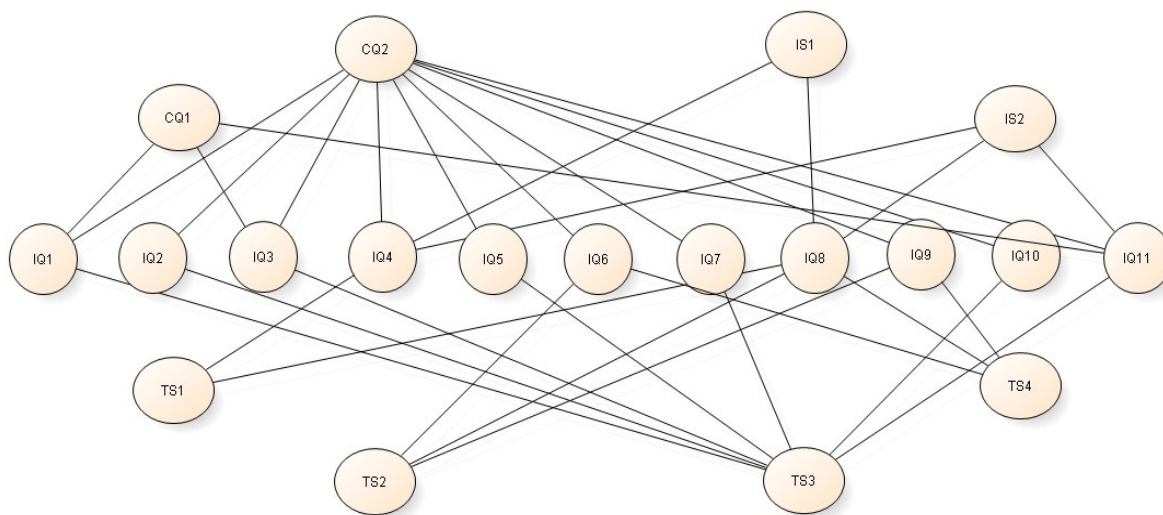 CQ2
IS1
CQ1
IS2
IQ1
IQ2
IQ3
IQ4
IQ5
IQ6
IQ7
IQ8
IQ9
IQ10
IQ11
TS1
TS4
TS2
TS3